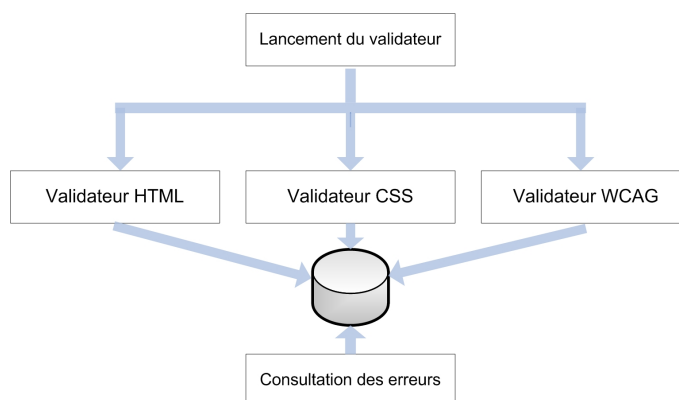 Lancement du validateur
Validateur HTML
Validateur CSS
Validateur WCAG
Consultation des erreurs